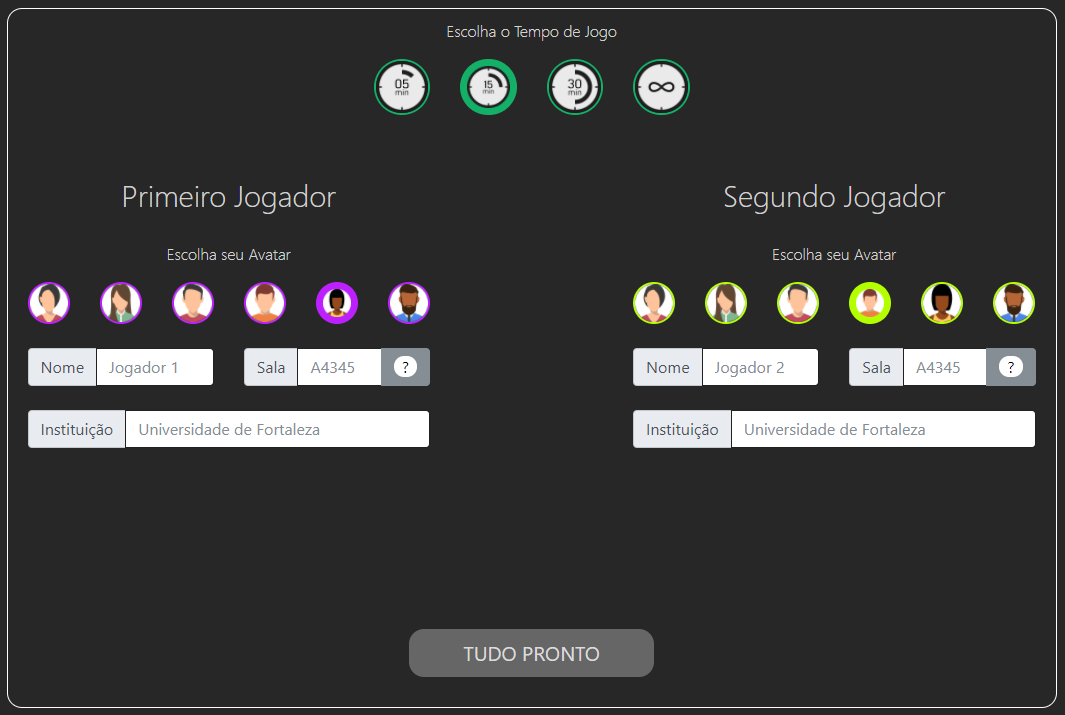 Escolha o Tempo de Jogo
05 min
15 min
30 min
∞
Primeiro Jogador
Segundo Jogador
Escolha seu Avatar
Escolha seu Avatar
Nome Jogador 1 Sala A4345 ?
Nome Jogador 2 Sala A4345 ?
Instituição Universidade de Fortaleza
Instituição Universidade de Fortaleza
TUDO PRONTO